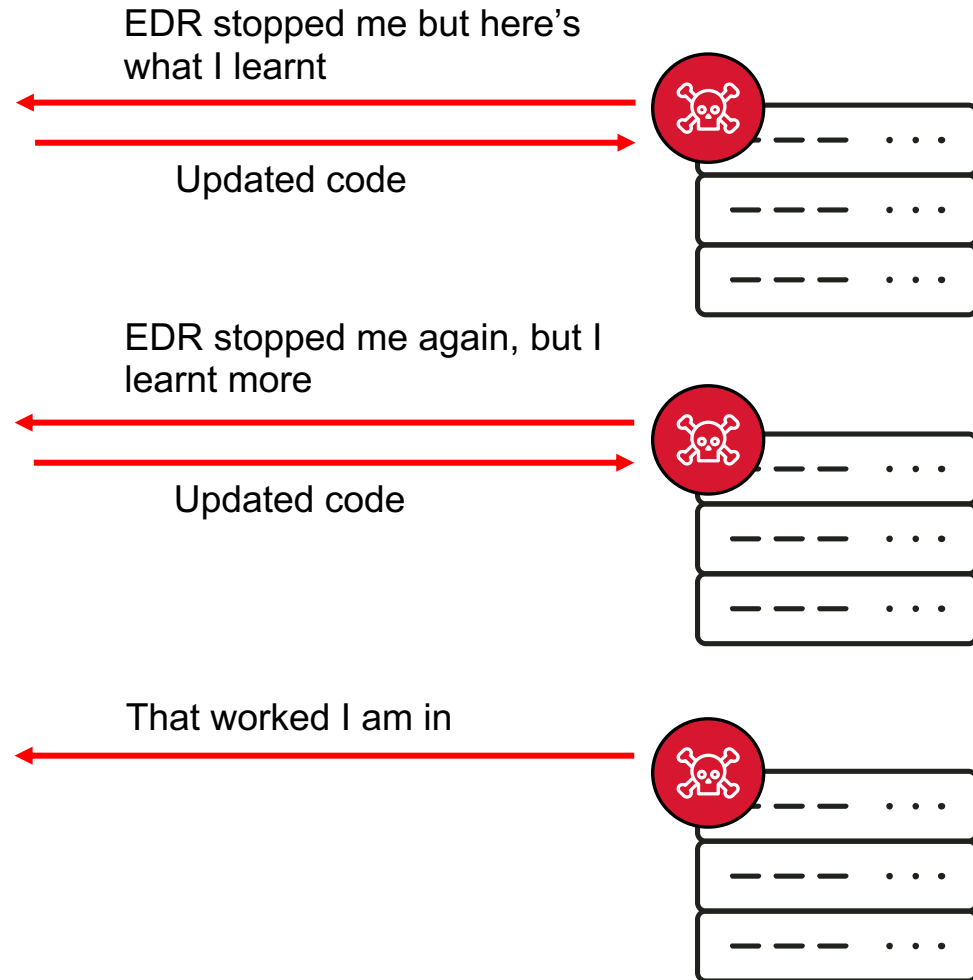 EDR stopped me but here’s
what I learnt
Updated code
EDR stopped me again, but I
learnt more
Updated code
That worked I am in